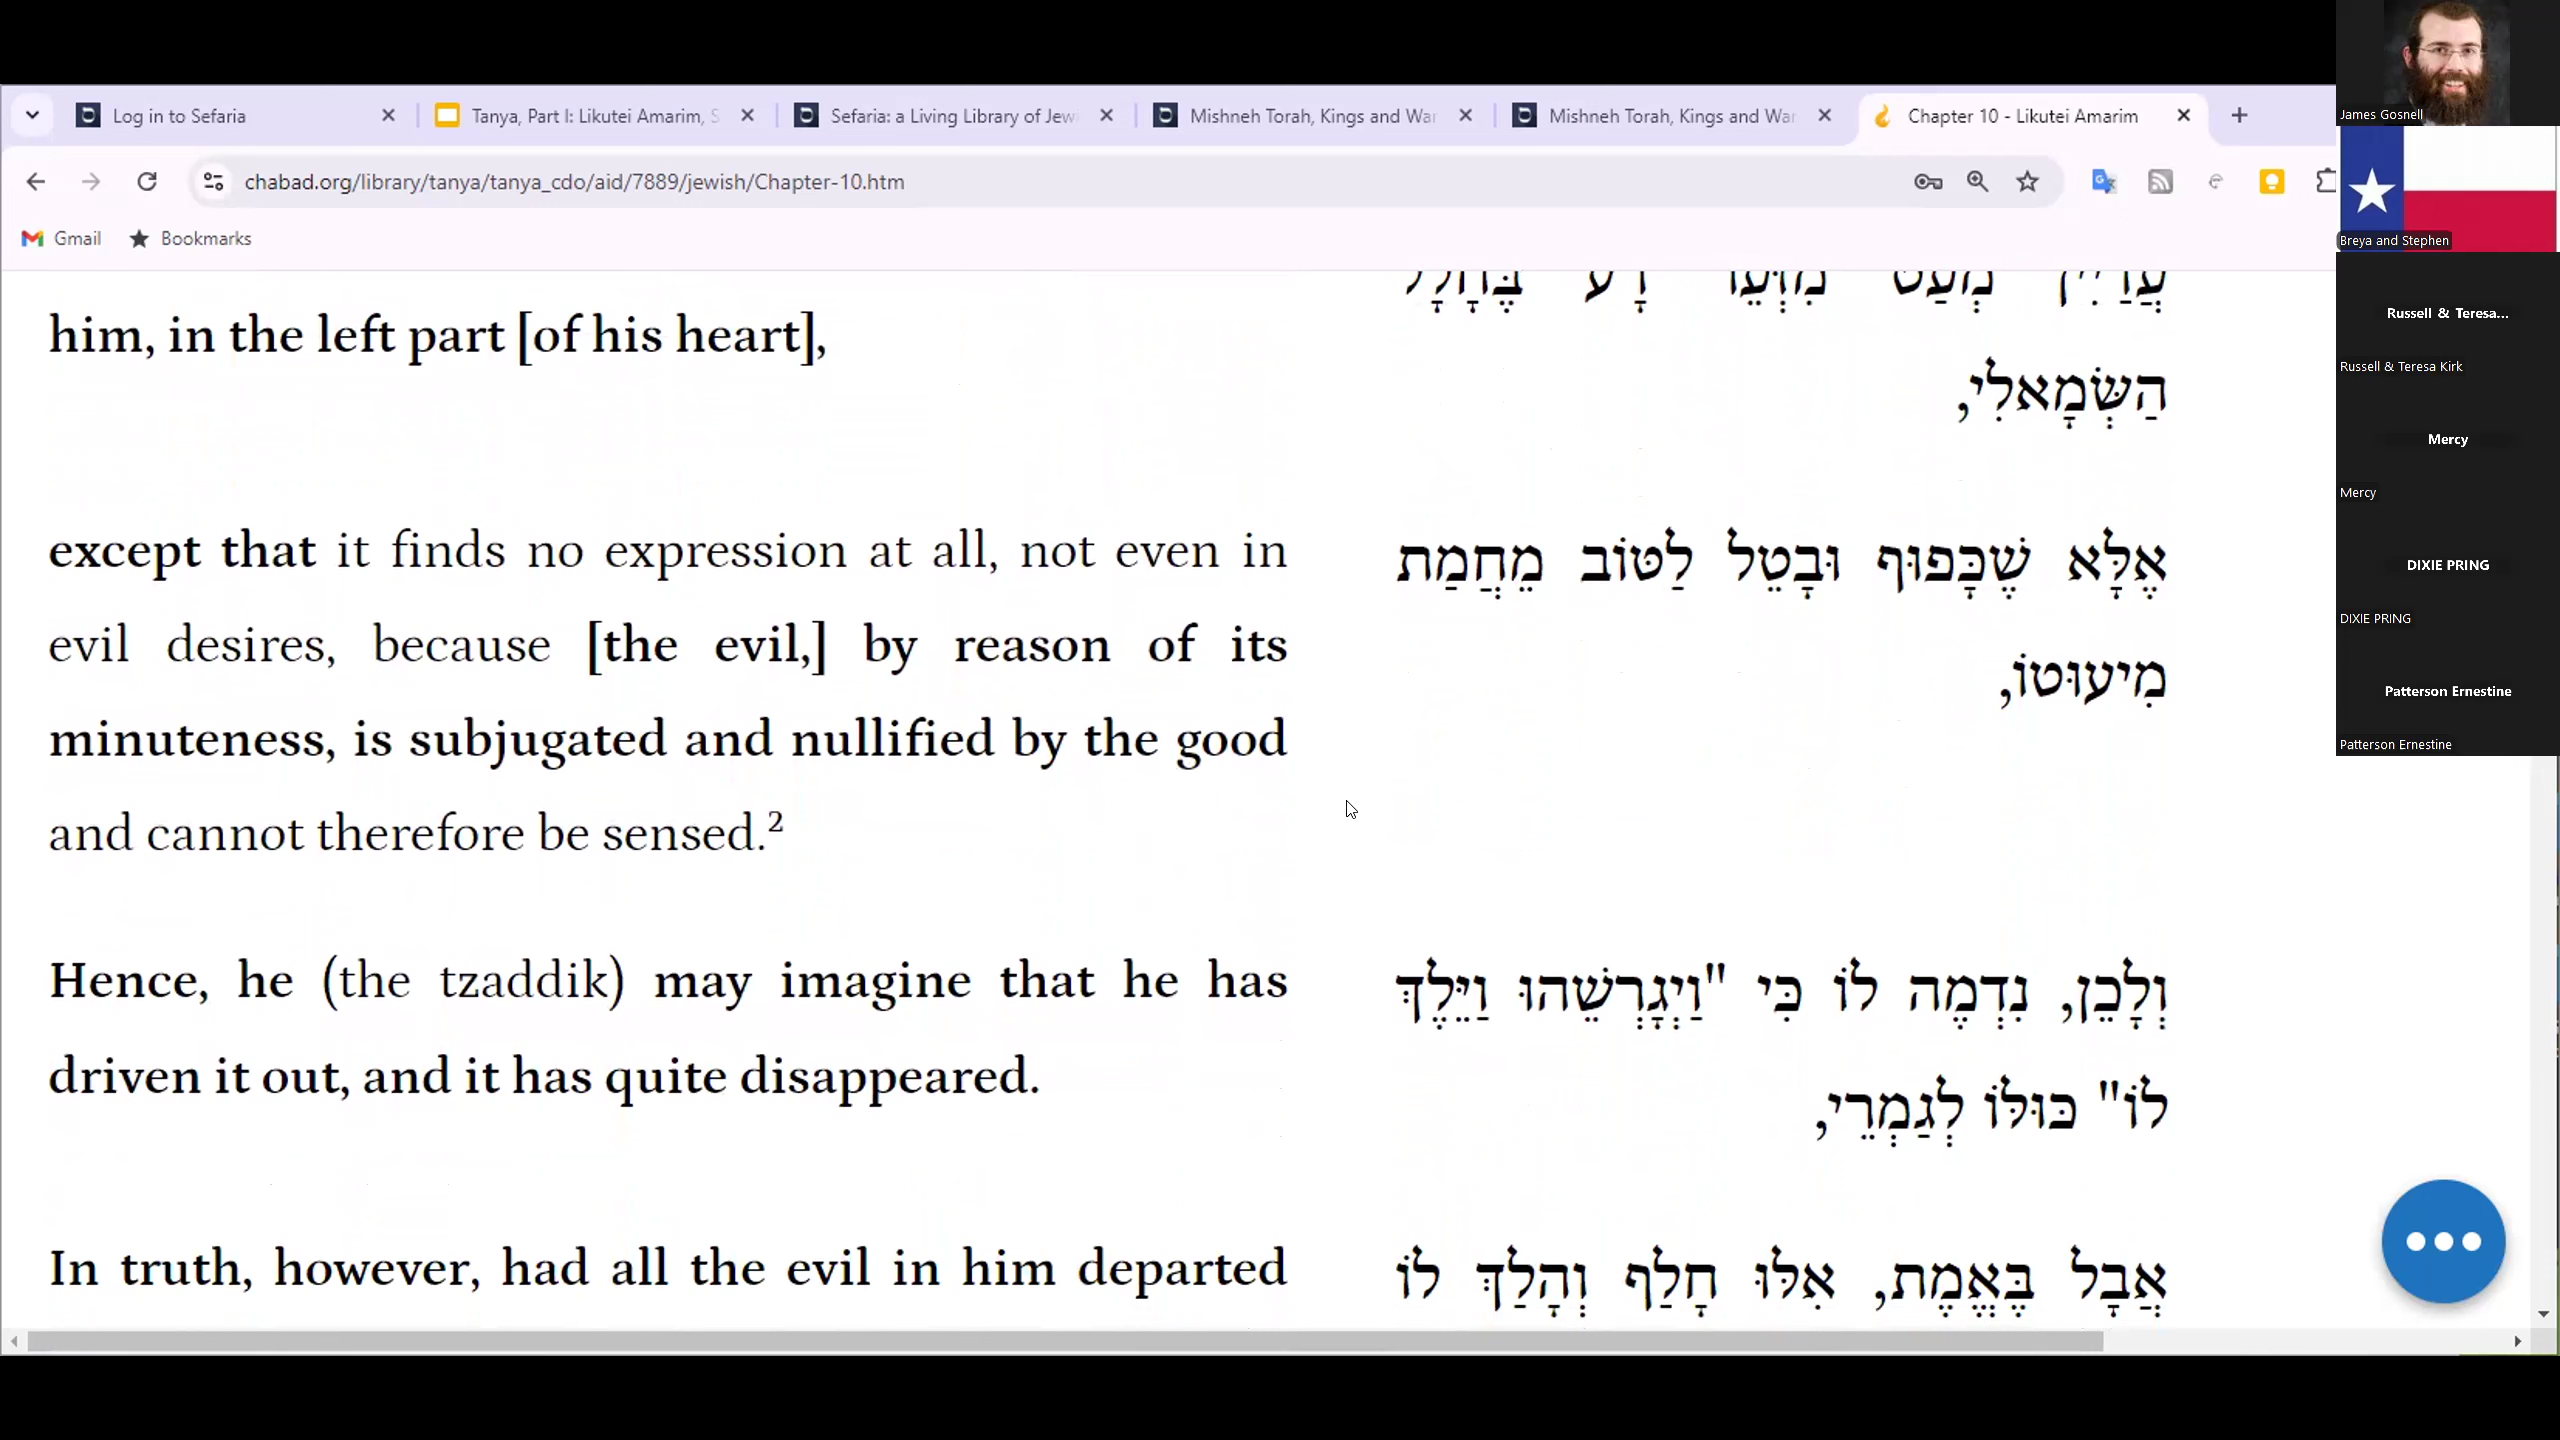 Log in to Sefaria
Tanya, Part I: Likutei Amarim, S
Sefaria: a Living Library of Jew
Mishneh Torah, Kings and War
Mishneh Torah, Kings and War
Chapter 10 - Likutei Amarim
chabad.org/library/tanya/tanya_cdo/aid/7889/jewish/Chapter-10.htm
Gmail
Bookmarks
him, in the left part [of his heart],
except that it finds no expression at all, not even in
evil desires, because [the evil,] by reason of its
minuteness, is subjugated and nullified by the good
and cannot therefore be sensed.²
Hence, he (the tzaddik) may imagine that he has
driven it out, and it has quite disappeared.
In truth, however, had all the evil in him departed
הַשְּׂמָאלִי,
אֶלָּא שֶׁכָּפוּף וּבָטֵל לַטּוֹב מֵחֲמַת
מִיעוּטוֹ,
וְלָכֵן, נִדְמֶה לוֹ כִּי "וַיְגָרְשֵׁהוּ וַיֵּלֶךְ
לוֹ" כּוּלּוֹ לְגַמְרֵי,
אֲבָל בֶּאֱמֶת, אִלּוּ חָלַף וְהָלַךְ לוֹ
James Gosnell
Breya and Stephen
Russell & Teresa...
Russell & Teresa Kirk
Mercy
Mercy
DIXIE PRING
DIXIE PRING
Patterson Ernestine
Patterson Ernestine